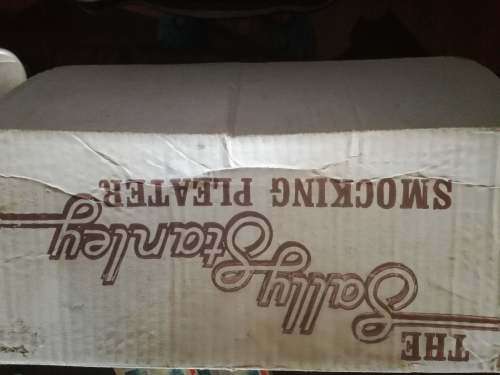 THE
Sally
Stanley
SMOCKING PLEATER